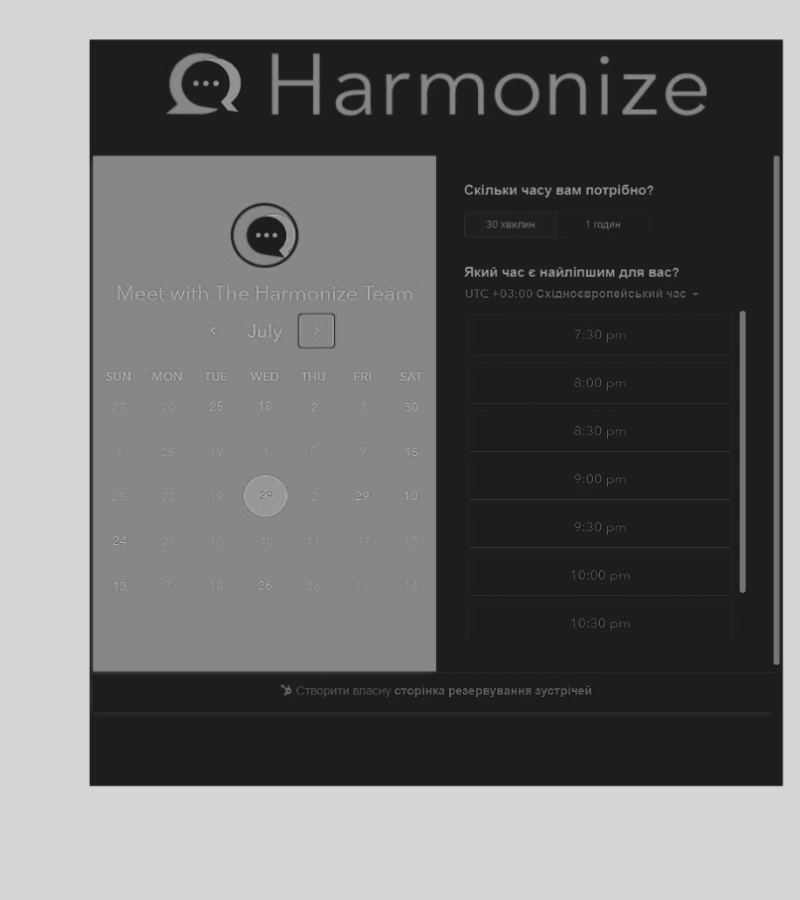 Harmonize
Meet with The Harmonize Team
July
SUN MON TUE WED THU FRI SAT
27 20 25 18 2 3 30
6 25 19 1 5 9 15
25 22 19 29 2 29 10
24 21 13 10 11 17 13
13 7 18 26 26 11 14
Скільки часу вам потрібно?
30 хвилин 1 годин
Який час є найліпшим для вас?
UTC +03:00 Східноєвропейський час
7:30 pm
8:00 pm
8:30 pm
9:00 pm
9:30 pm
10:00 pm
10:30 pm
Створити власну сторінка резервування зустрічей